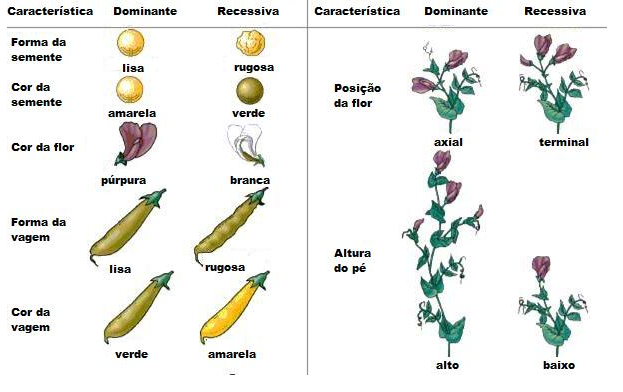 Característica Dominante Recessiva
Forma da
semente
lisa rugosa
Cor da
semente
amarela verde
Cor da flor
púrpura branca
Forma da
vagem
lisa rugosa
Cor da
vagem
verde amarela
Característica Dominante Recessiva
Posição
da flor
axial terminal
Altura
do pé
alto baixo